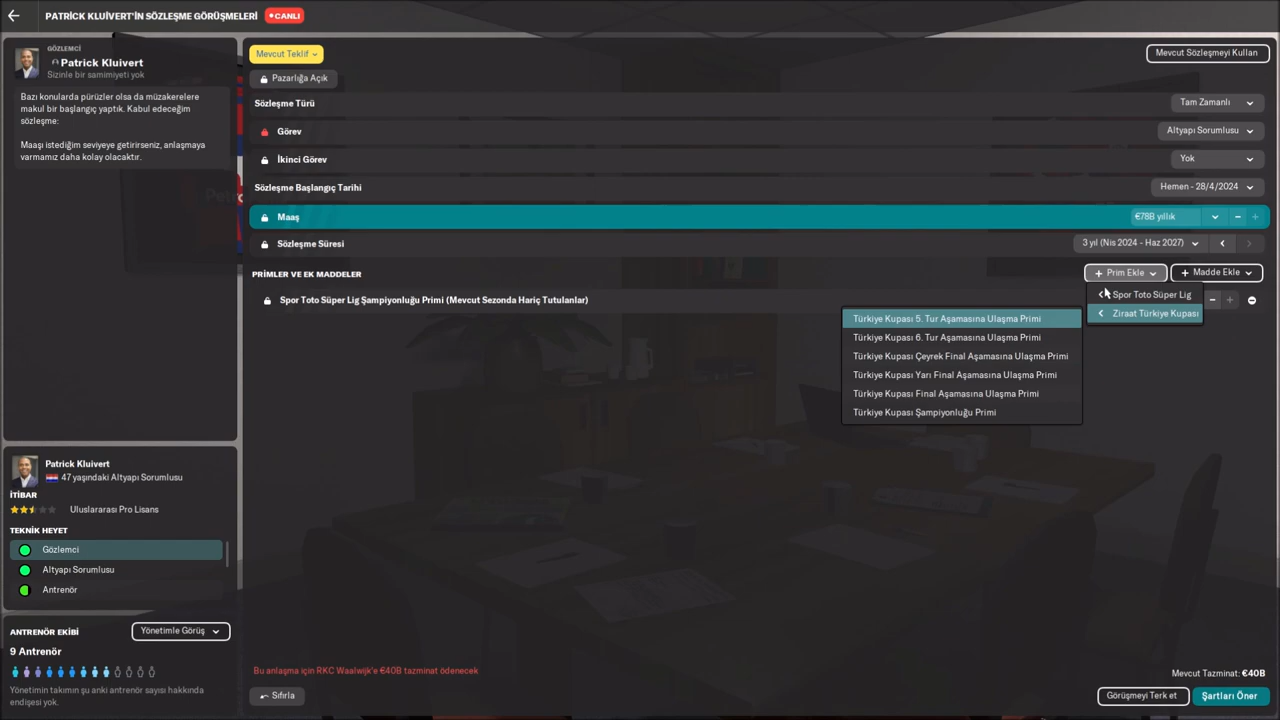 PATRICK KLUIVERT'İN SÖZLEŞME GÖRÜŞMELERİ
CANLI
GÖZLEMCİ
Patrick Kluivert
Sizinle bir samimiyeti yok
Bazı konularda pürüzler olsa da müzakerelere
makul bir başlangıç yaptık. Kabul edeceğim
sözleşme:
Maaşı istediğim seviyeye getirirseniz, anlaşmaya
varmamız daha kolay olacaktır.
Mevcut Teklif
Mevcut Sözleşmeyi Kullan
Pazarlığa Açık
Sözleşme Türü
Tam Zamanlı
Görev
Altyapı Sorumlusu
İkinci Görev
Yok
Sözleşme Başlangıç Tarihi
Hemen - 28/4/2024
Maaş
€78B yıllık
Sözleşme Süresi
3 yıl (Nis 2024 - Haz 2027)
PRİMLER VE EK MADDELER
Prim Ekle
Madde Ekle
Spor Toto Süper Lig Şampiyonluğu Primi (Mevcut Sezonda Hariç Tutulanlar)
Spor Toto Süper Lig
Ziraat Türkiye Kupası
Türkiye Kupası 5. Tur Aşamasına Ulaşma Primi
Türkiye Kupası 6. Tur Aşamasına Ulaşma Primi
Türkiye Kupası Çeyrek Final Aşamasına Ulaşma Primi
Türkiye Kupası Yarı Final Aşamasına Ulaşma Primi
Türkiye Kupası Final Aşamasına Ulaşma Primi
Türkiye Kupası Şampiyonluğu Primi
Patrick Kluivert
47 yaşındaki Altyapı Sorumlusu
İTİBAR
Uluslararası Pro Lisans
TEKNİK HEYET
Gözlemci
Altyapı Sorumlusu
Antrenör
ANTRENÖR EKİBİ
Yönetimle Görüş
9 Antrenör
Yönetimin takımın şu anki antrenör sayısı hakkında
endişesi yok.
Bu anlaşma için RKC Waalwijk'e €40B tazminat ödenecek
Mevcut Tazminat: €40B
Sıfırla
Görüşmeyi Terk et
Şartları Öner